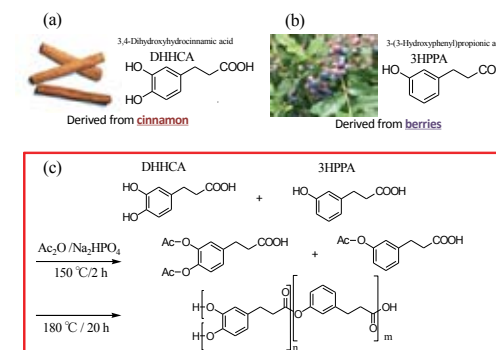 (a)
3,4-Dihydroxyhydrocinnamic acid
DHHCA
HO
COOH
HO
Derived from cinnamon
(b)
3-(3-Hydroxyphenyl)propionic a
3HPPA
HO
Derived from berries
(c)
DHHCA
3HPPA
HO
COOH
HO
+
HO
COOH
Ac₂O /Na₂HPO₄
150 ℃/2 h
Ac-O
COOH
Ac-O
+
Ac-O
COOH
180 ℃ / 20 h
H-O
H-O
O
n
O
OH
O
m